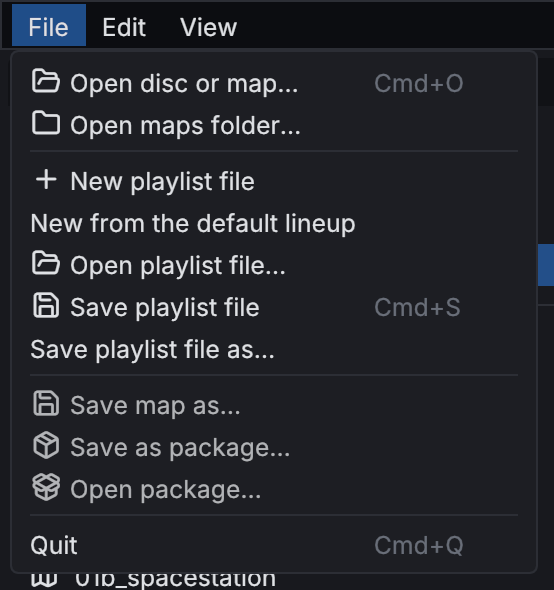 File Edit View
Open disc or map... Cmd+O
Open maps folder...
New playlist file
New from the default lineup
Open playlist file...
Save playlist file Cmd+S
Save playlist file as...
Save map as...
Save as package...
Open package...
Quit Cmd+Q
01b_spacestation